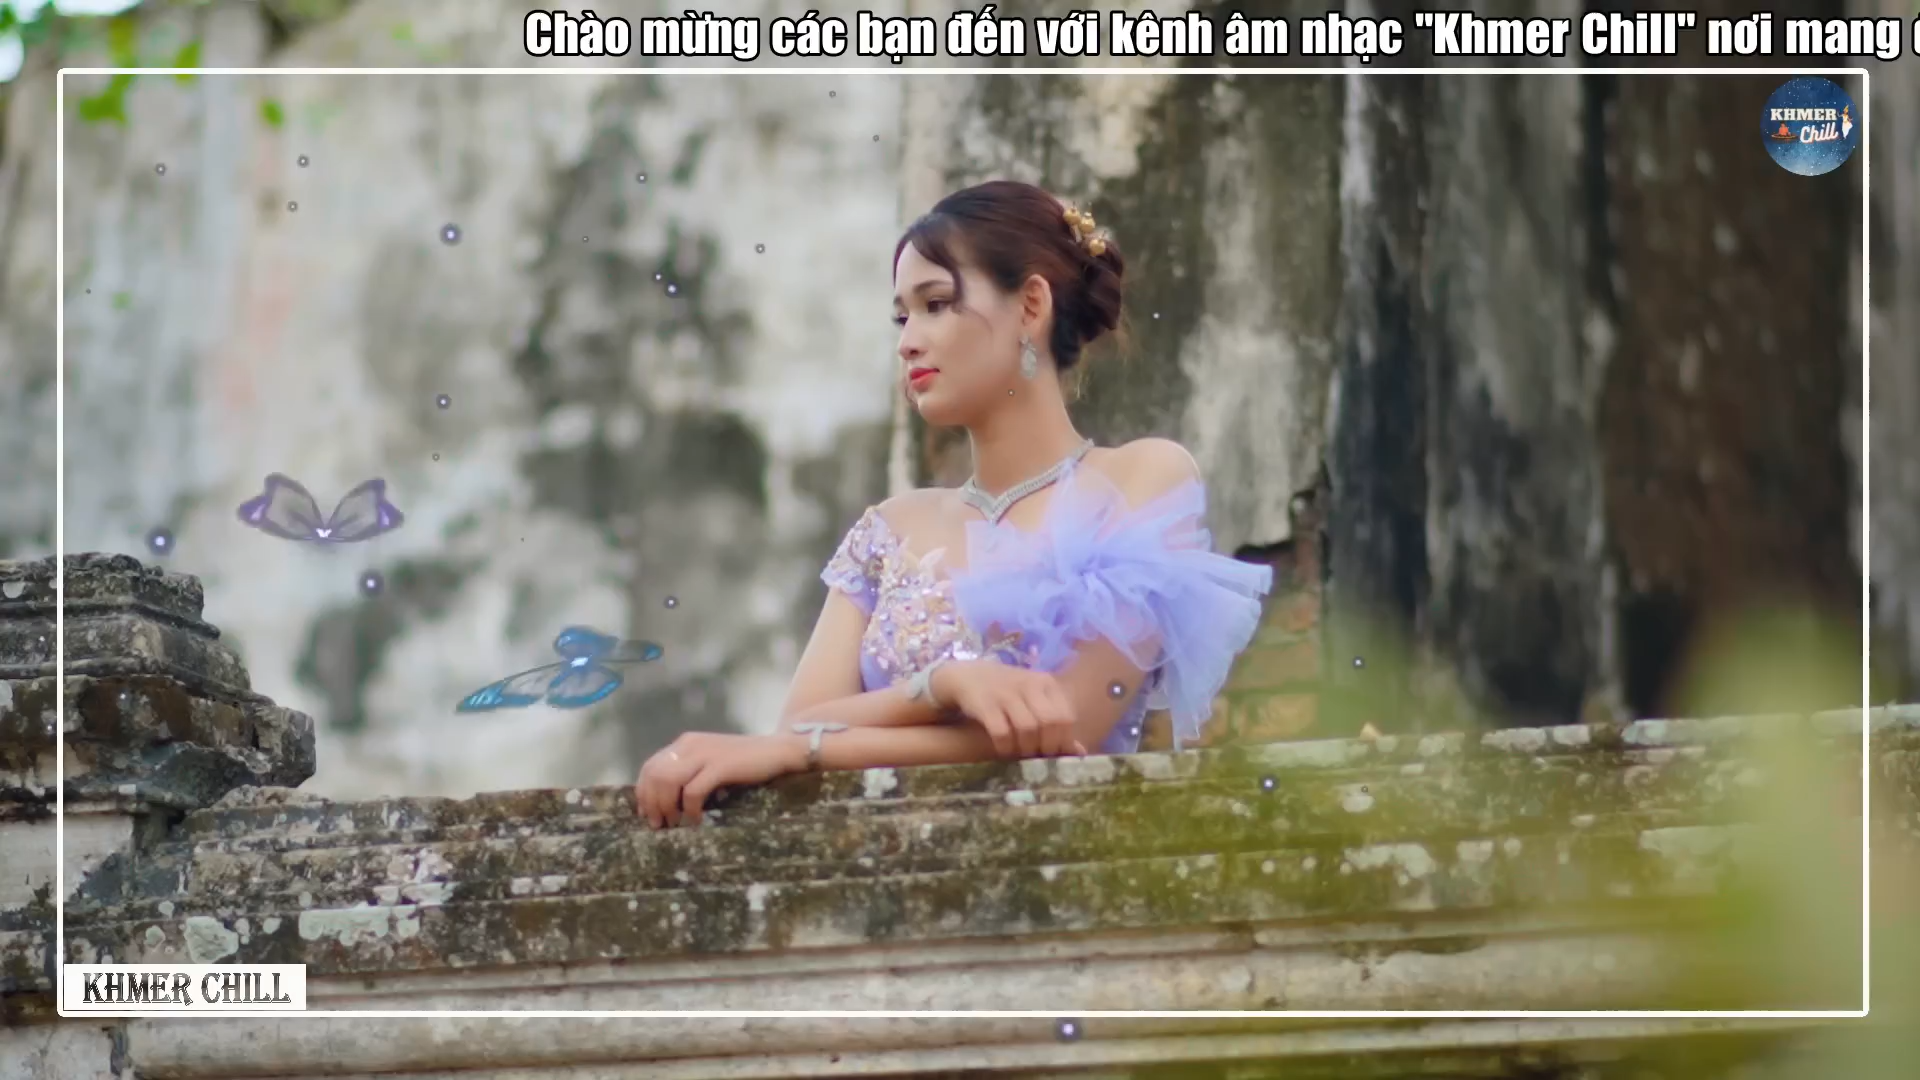 Chào mừng các bạn đến với kênh âm nhạc "Khmer Chill" nơi mang
KHMER
Chill
KHMER CHILL